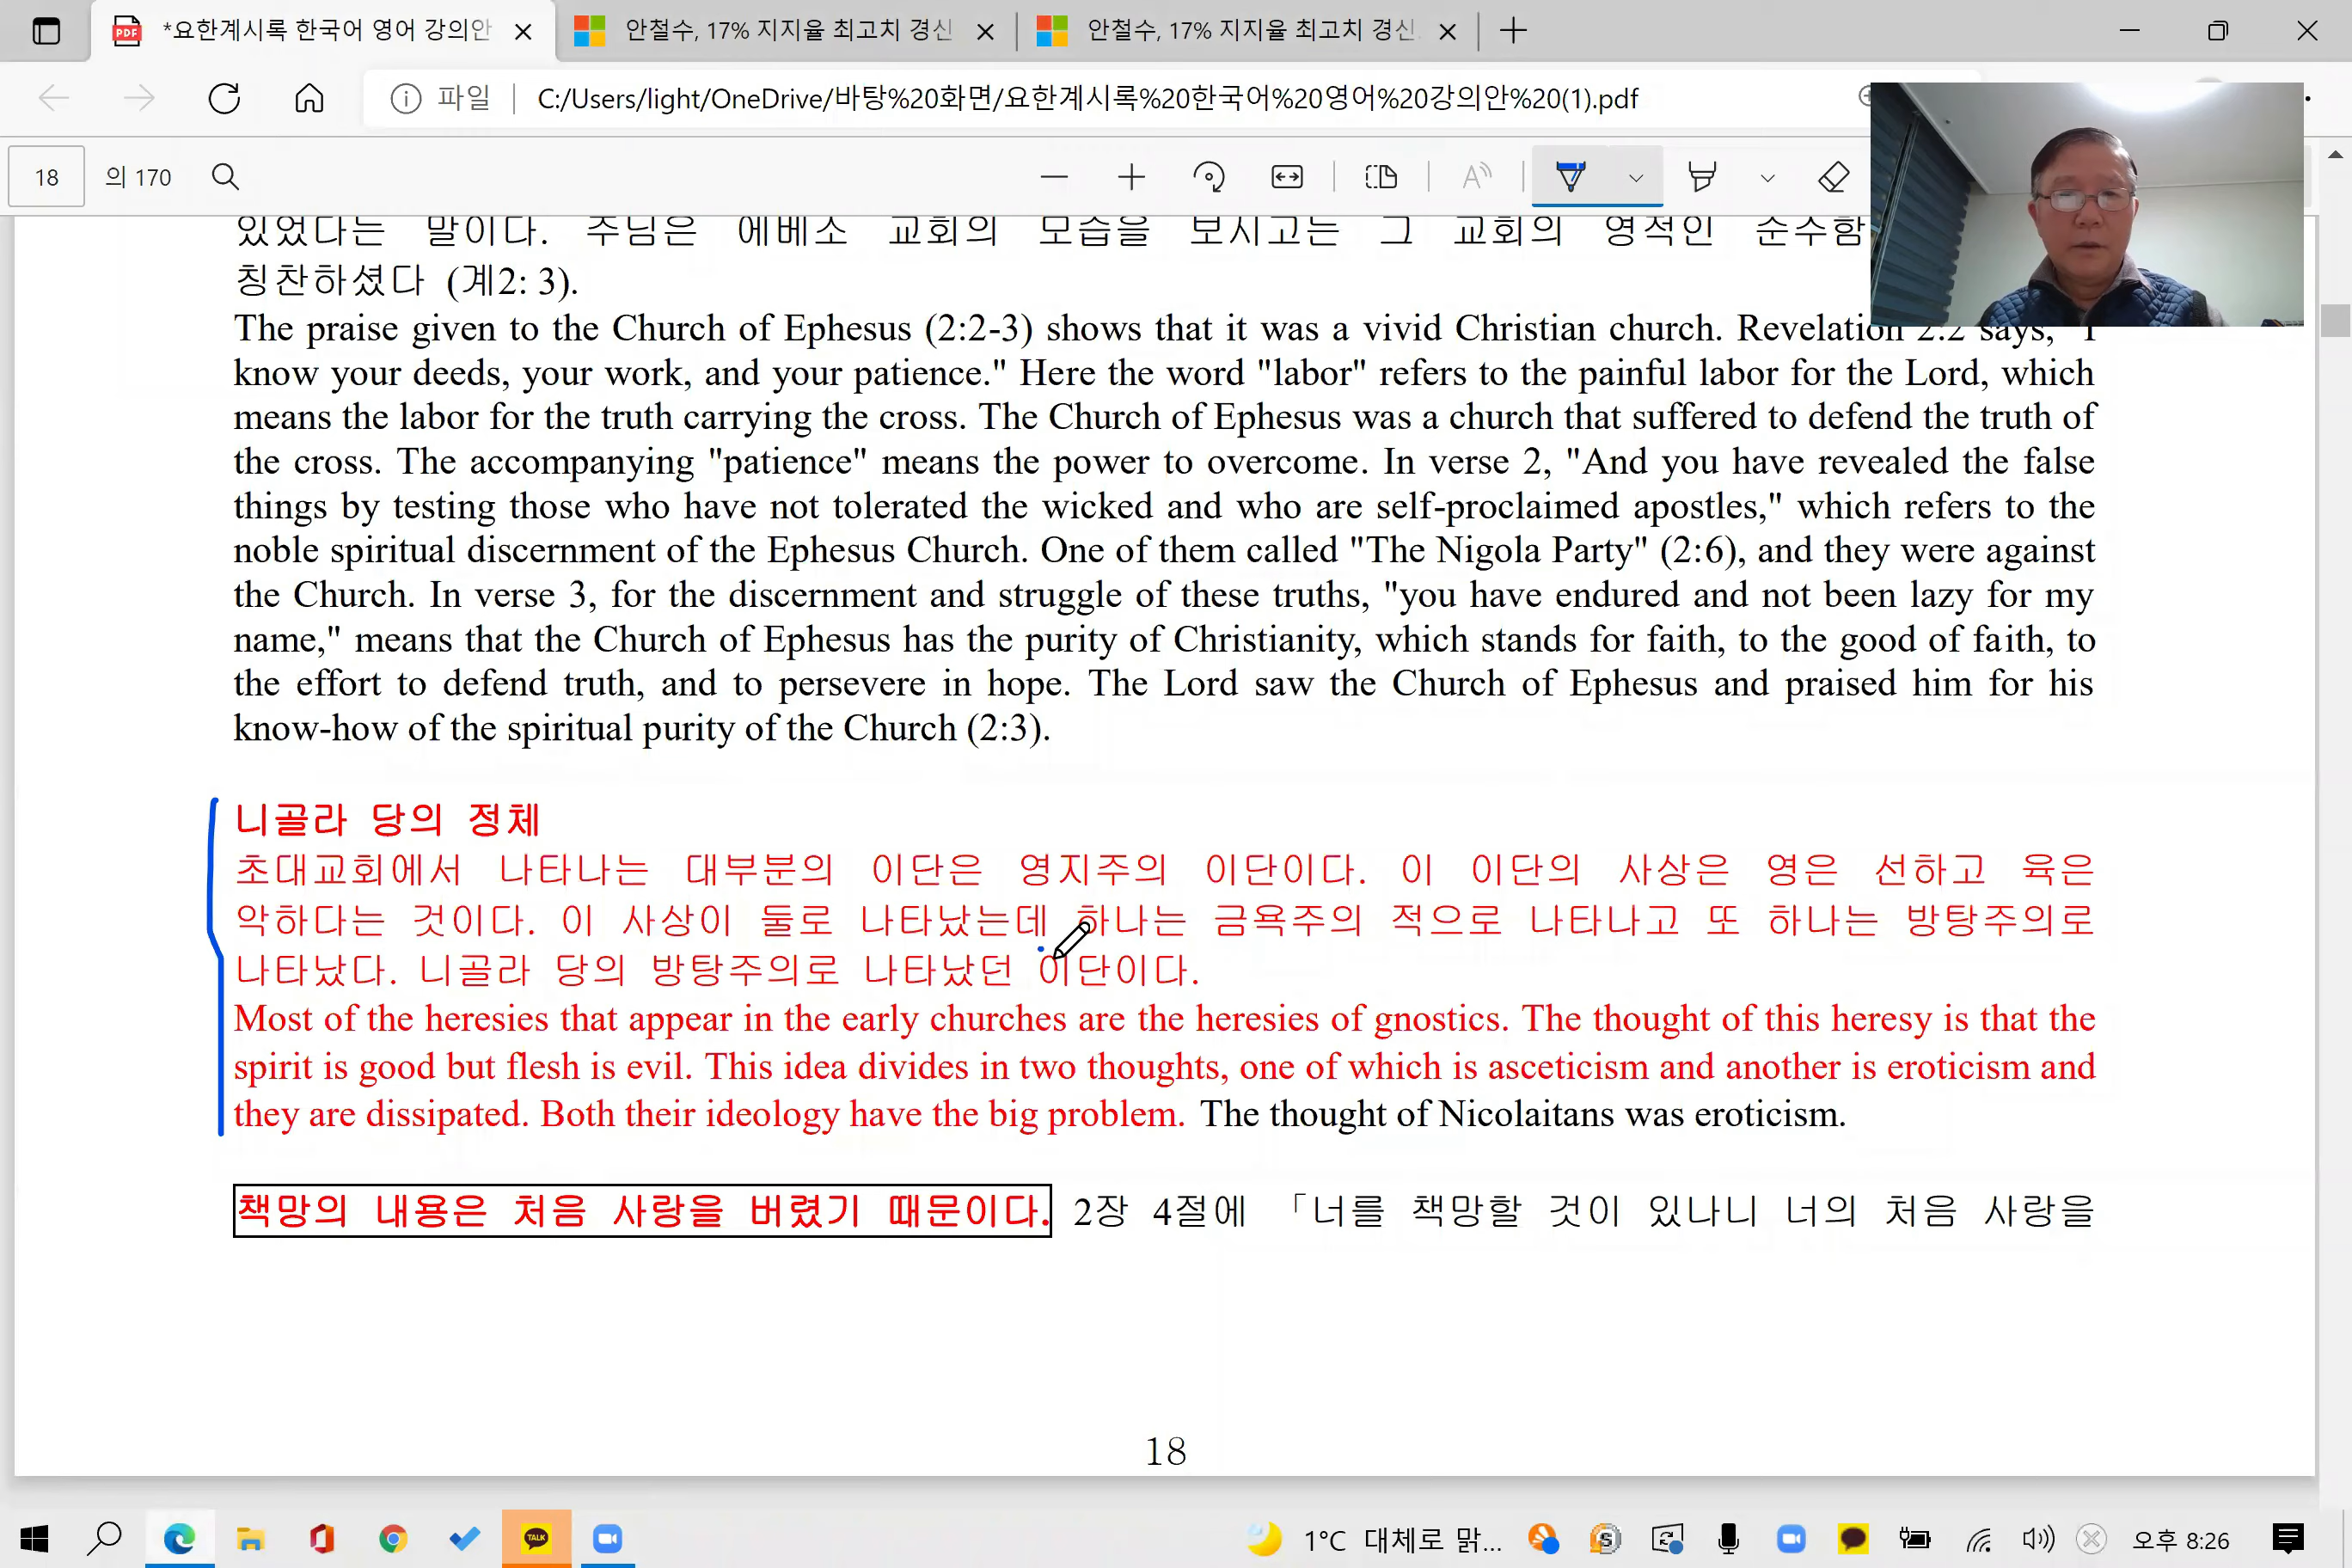 *요한계시록 한국어 영어 강의안
안철수, 17% 지지율 최고치 경신
안철수, 17% 지지율 최고치 경신
파일
C:/Users/light/OneDrive/바탕%20화면/요한계시록%20한국어%20영어%20강의안%20(1).pdf
18 의 170
있었다는 말이다. 주님은 에베소 교회의 모습을 보시고는 그 교회의 영적인 순수함
칭찬하셨다 (계2: 3).
The praise given to the Church of Ephesus (2:2-3) shows that it was a vivid Christian church. Revelation 2:2 says, "I
know your deeds, your work, and your patience." Here the word "labor" refers to the painful labor for the Lord, which
means the labor for the truth carrying the cross. The Church of Ephesus was a church that suffered to defend the truth of
the cross. The accompanying "patience" means the power to overcome. In verse 2, "And you have revealed the false
things by testing those who have not tolerated the wicked and who are self-proclaimed apostles," which refers to the
noble spiritual discernment of the Ephesus Church. One of them called "The Nigola Party" (2:6), and they were against
the Church. In verse 3, for the discernment and struggle of these truths, "you have endured and not been lazy for my
name," means that the Church of Ephesus has the purity of Christianity, which stands for faith, to the good of faith, to
the effort to defend truth, and to persevere in hope. The Lord saw the Church of Ephesus and praised him for his
know-how of the spiritual purity of the Church (2:3).
니골라 당의 정체
초대교회에서 나타나는 대부분의 이단은 영지주의 이단이다. 이 이단의 사상은 영은 선하고 육은
악하다는 것이다. 이 사상이 둘로 나타났는데 하나는 금욕주의 적으로 나타나고 또 하나는 방탕주의로
나타났다. 니골라 당의 방탕주의로 나타났던 이단이다.
Most of the heresies that appear in the early churches are the heresies of gnostics. The thought of this heresy is that the
spirit is good but flesh is evil. This idea divides in two thoughts, one of which is asceticism and another is eroticism and
they are dissipated. Both their ideology have the big problem. The thought of Nicolaitans was eroticism.
책망의 내용은 처음 사랑을 버렸기 때문이다. 2장 4절에 「너를 책망할 것이 있나니 너의 처음 사랑을
18
TALK
1°C 대체로 맑...
오후 8:26